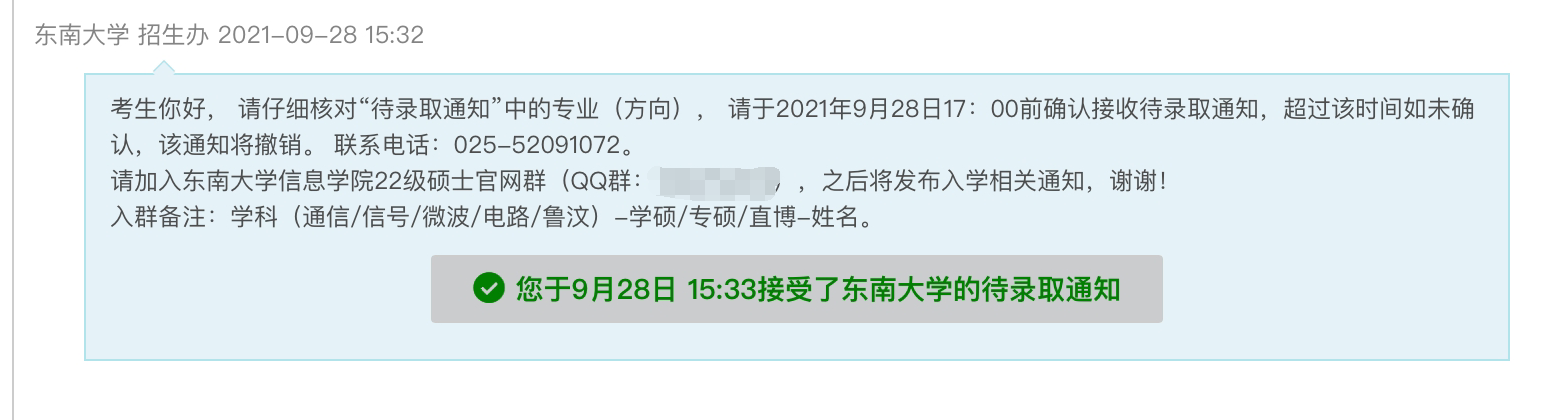 东南大学 招生办 2021-09-28 15:32
考生你好， 请仔细核对“待录取通知”中的专业（方向）， 请于2021年9月28日17：00前确认接收待录取通知，超过该时间如未确
认，该通知将撤销。 联系电话：025-52091072。
请加入东南大学信息学院22级硕士官网群（QQ群： ），之后将发布入学相关通知，谢谢！
入群备注：学科（通信/信号/微波/电路/鲁汶）-学硕/专硕/直博-姓名。
您于9月28日 15:33接受了东南大学的待录取通知